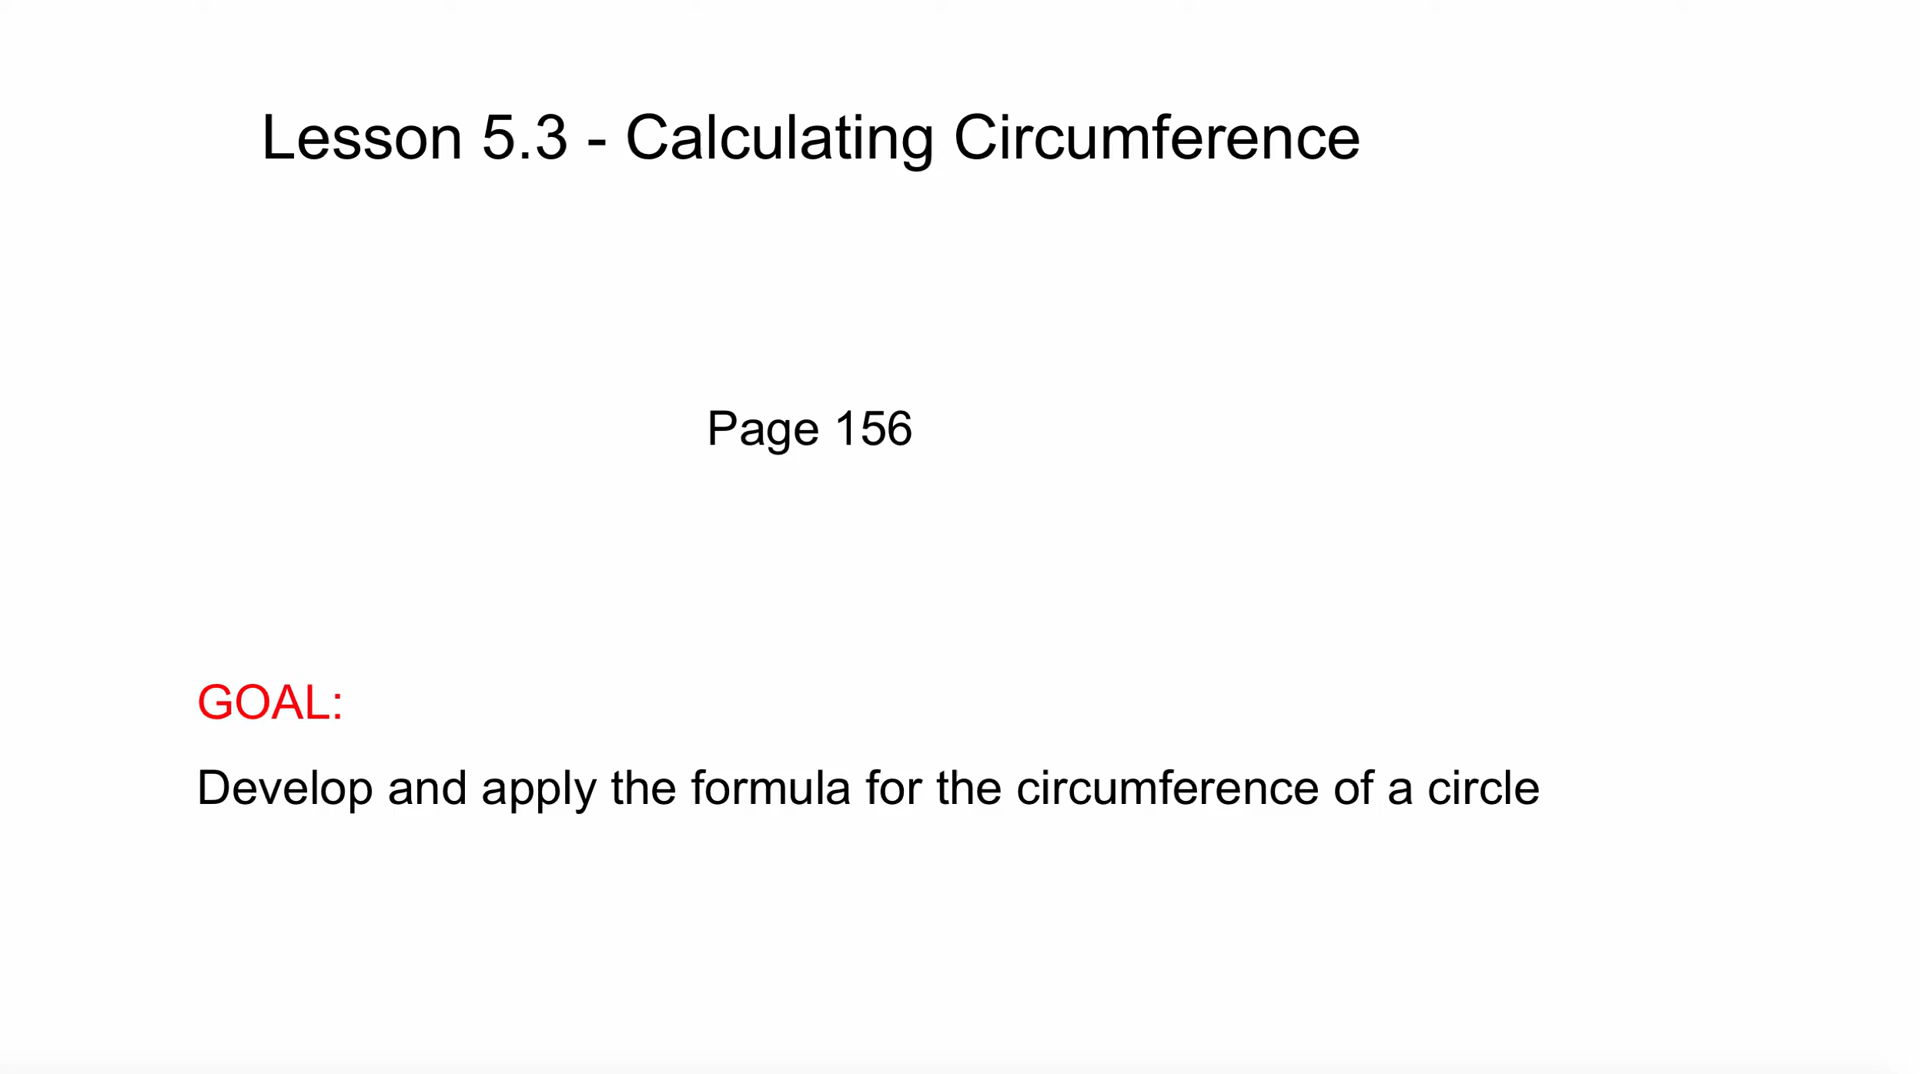 Lesson 5.3 - Calculating Circumference
Page 156
GOAL:
Develop and apply the formula for the circumference of a circle